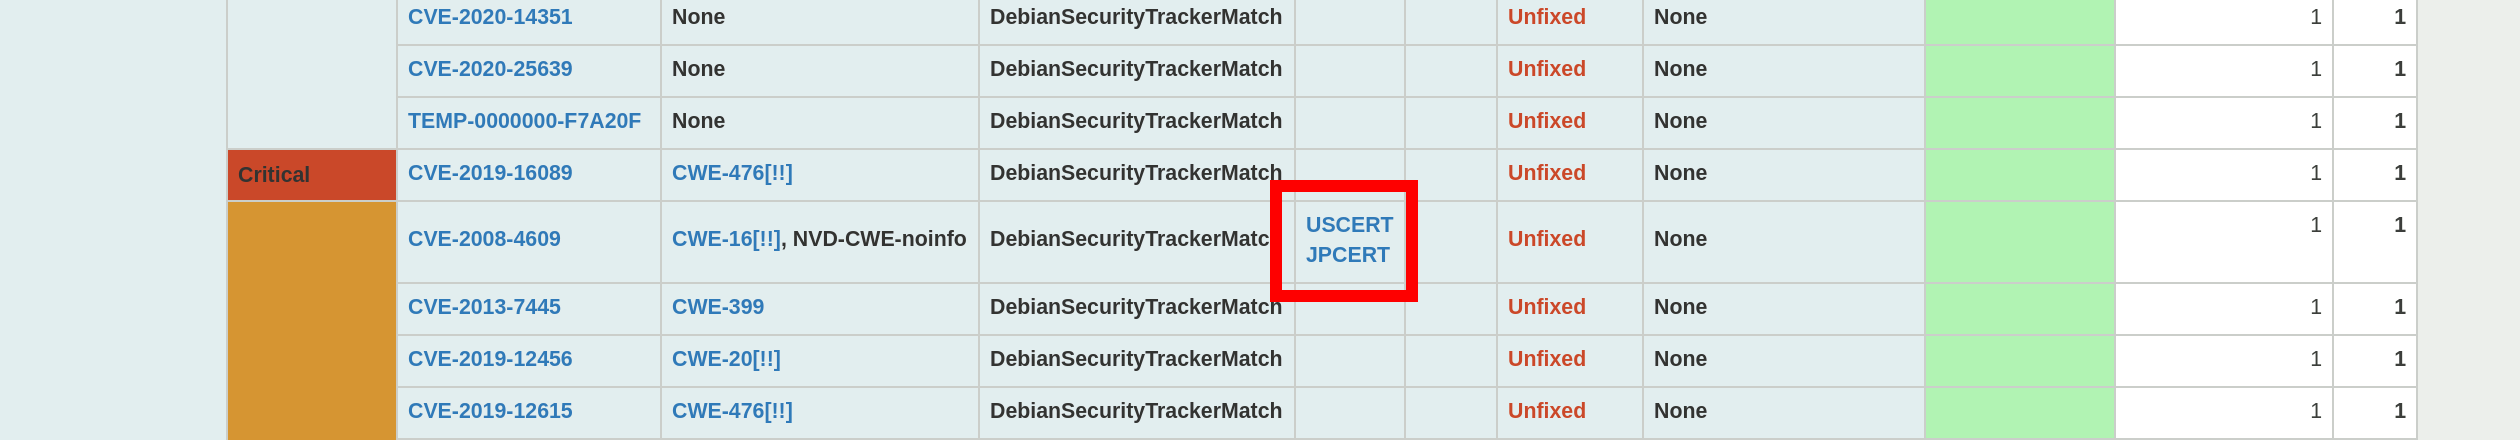 CVE-2020-14351 None DebianSecurityTrackerMatch Unfixed None 1 1
CVE-2020-25639 None DebianSecurityTrackerMatch Unfixed None 1 1
TEMP-0000000-F7A20F None DebianSecurityTrackerMatch Unfixed None 1 1
Critical CVE-2019-16089 CWE-476[!!] DebianSecurityTrackerMatch Unfixed None 1 1
CVE-2008-4609 CWE-16[!!], NVD-CWE-noinfo DebianSecurityTrackerMatc USCERT Unfixed None 1 1
JPCERT
CVE-2013-7445 CWE-399 DebianSecurityTrackerMatch Unfixed None 1 1
CVE-2019-12456 CWE-20[!!] DebianSecurityTrackerMatch Unfixed None 1 1
CVE-2019-12615 CWE-476[!!] DebianSecurityTrackerMatch Unfixed None 1 1